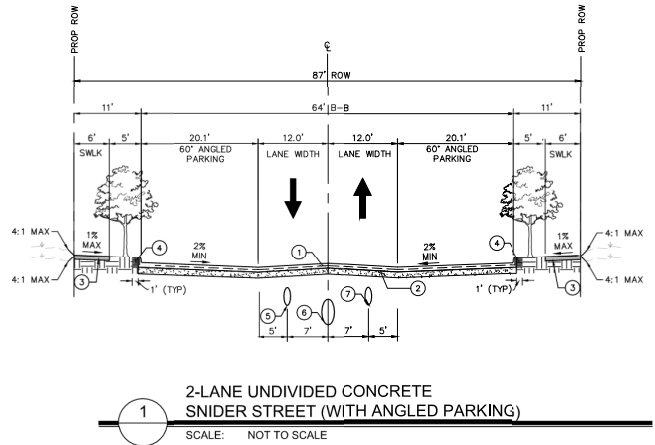 PROP ROW
℄
PROP ROW
87' ROW
11'
64' B-B
11'
6'
5'
20.1'
12.0'
12.0'
20.1'
5'
6'
SWLK
60° ANGLED
PARKING
LANE WIDTH
LANE WIDTH
60° ANGLED
PARKING
SWLK
4:1 MAX
1%
MAX
4
2%
MIN
1
2%
MIN
4
1%
MAX
4:1 MAX
4:1 MAX
3
1' (TYP)
2
1' (TYP)
3
4:1 MAX
5
6
7
5'
7'
7'
5'
1
2-LANE UNDIVIDED CONCRETE
SNIDER STREET (WITH ANGLED PARKING)
SCALE: NOT TO SCALE